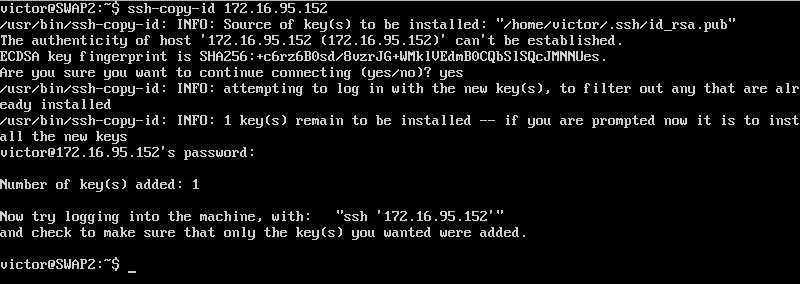 victor@SWAP2:~$ ssh-copy-id 172.16.95.152
/usr/bin/ssh-copy-id: INFO: Source of key(s) to be installed: "/home/victor/.ssh/id_rsa.pub"
The authenticity of host '172.16.95.152 (172.16.95.152)' can't be established.
ECDSA key fingerprint is SHA256:+c6rz6B0sd/8vzrJG+WMklVEdmB0CQbSlSQcJMNNUes.
Are you sure you want to continue connecting (yes/no)? yes
/usr/bin/ssh-copy-id: INFO: attempting to log in with the new key(s), to filter out any that are alr
eady installed
/usr/bin/ssh-copy-id: INFO: 1 key(s) remain to be installed -- if you are prompted now it is to inst
all the new keys
victor@172.16.95.152's password:
Number of key(s) added: 1
Now try logging into the machine, with:   "ssh '172.16.95.152'"
and check to make sure that only the key(s) you wanted were added.
victor@SWAP2:~$ _